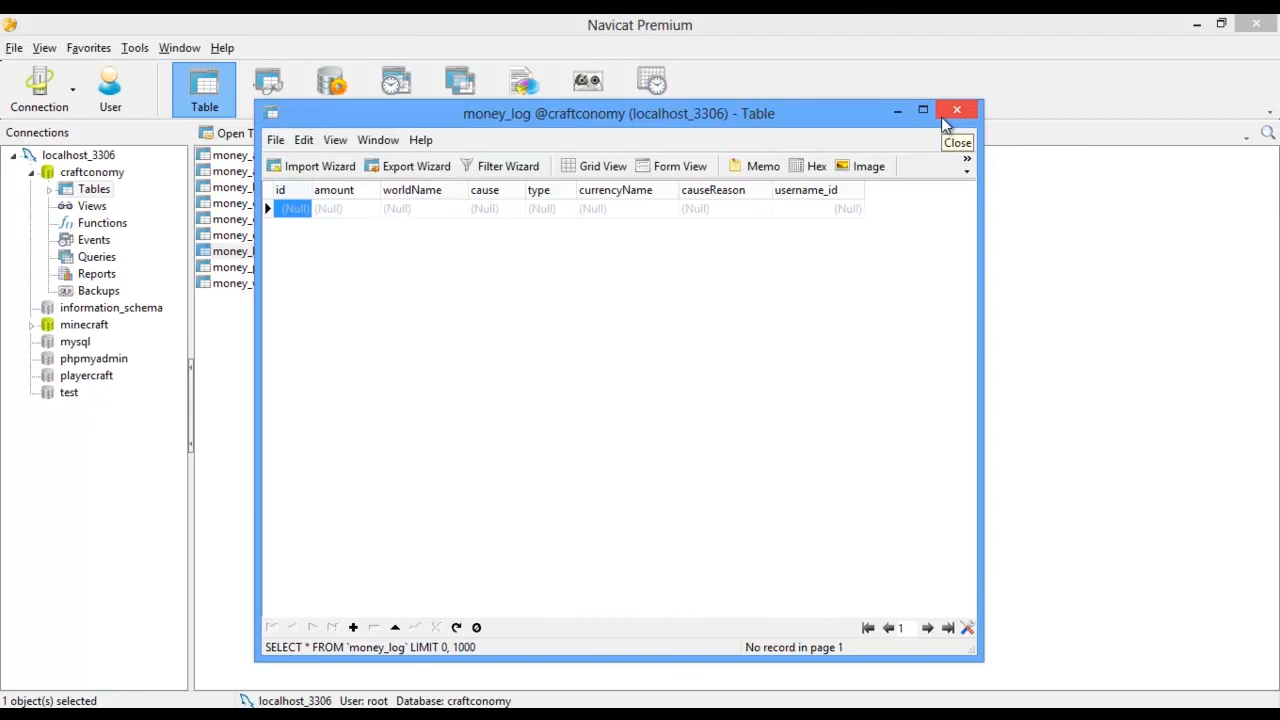 Navicat Premium
File View Favorites Tools Window Help
Connection User Table
Connections
Open T
localhost_3306
craftconomy
Tables
Views
Functions
Events
Queries
Reports
Backups
information_schema
minecraft
mysql
phpmyadmin
playercraft
test
money_
money_
money_
money_
money_
money_
money_l
money_p
money_
money_log @craftconomy (localhost_3306) - Table
Close
File Edit View Window Help
Import Wizard Export Wizard Filter Wizard Grid View Form View Memo Hex Image
id amount worldName cause type currencyName causeReason username_id
(Null) (Null) (Null) (Null) (Null) (Null) (Null) (Null)
1
SELECT * FROM `money_log` LIMIT 0, 1000 No record in page 1
1 object(s) selected localhost_3306 User: root Database: craftconomy